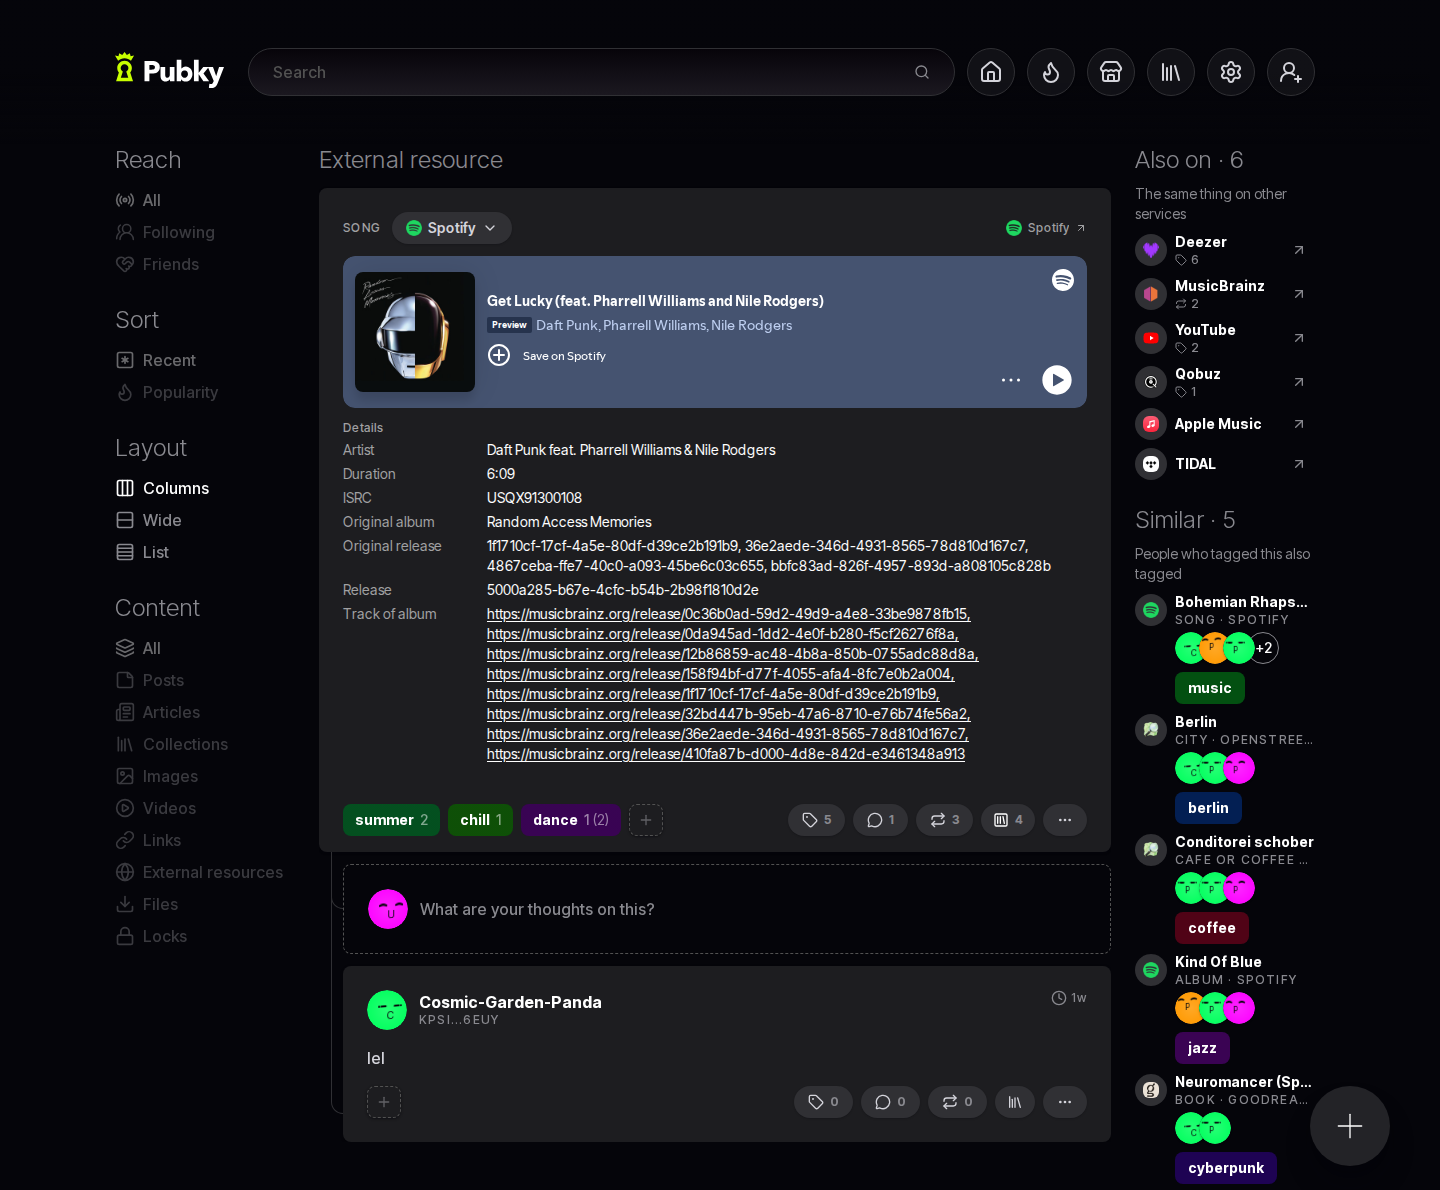 Pubky
Search
Reach
All
Following
Friends
Sort
Recent
Popularity
Layout
Columns
Wide
List
Content
All
Posts
Articles
Collections
Images
Videos
Links
External resources
Files
Locks
External resource
SONG
Spotify
Spotify
Random Access Memories
Get Lucky (feat. Pharrell Williams and Nile Rodgers)
Preview Daft Punk, Pharrell Williams, Nile Rodgers
Save on Spotify
Details
Artist Daft Punk feat. Pharrell Williams & Nile Rodgers
Duration 6:09
ISRC USQX91300108
Original album Random Access Memories
Original release 1f1710cf-17cf-4a5e-80df-d39ce2b191b9, 36e2aede-346d-4931-8565-78d810d167c7,
4867ceba-ffe7-40c0-a093-45be6c03c655, bbfc83ad-826f-4957-893d-a808105c828b
Release 5000a285-b67e-4cfc-b54b-2b98f1810d2e
Track of album https://musicbrainz.org/release/0c36b0ad-59d2-49d9-a4e8-33be9878fb15,
https://musicbrainz.org/release/0da945ad-1dd2-4e0f-b280-f5cf26276f8a,
https://musicbrainz.org/release/12b86859-ac48-4b8a-850b-0755adc88d8a,
https://musicbrainz.org/release/158f94bf-d77f-4055-afa4-8fc7e0b2a004,
https://musicbrainz.org/release/1f1710cf-17cf-4a5e-80df-d39ce2b191b9,
https://musicbrainz.org/release/32bd447b-95eb-47a6-8710-e76b74fe56a2,
https://musicbrainz.org/release/36e2aede-346d-4931-8565-78d810d167c7,
https://musicbrainz.org/release/410fa87b-d000-4d8e-842d-e3461348a913
summer 2 chill 1 dance 1 (2) 5 1 3 4
U
What are your thoughts on this?
C
Cosmic-Garden-Panda
KPSI...6EUY
1w
lel
0 0 0
Also on · 6
The same thing on other
services
Deezer
6
MusicBrainz
2
YouTube
2
Qobuz
1
Apple Music
TIDAL
Similar · 5
People who tagged this also
tagged
Bohemian Rhaps...
SONG · SPOTIFY
C P P +2
music
Berlin
CITY · OPENSTREE...
C P P
berlin
Conditorei schober
CAFE OR COFFEE ...
P P P
coffee
Kind Of Blue
ALBUM · SPOTIFY
P P P
jazz
Neuromancer (Sp...
BOOK · GOODREA...
C P
cyberpunk